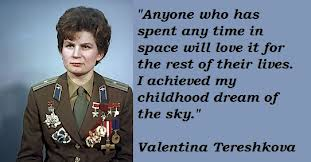 "Anyone who has
spent any time in
space will love it for
the rest of their lives.
I achieved my
childhood dream of
the sky."
Valentina Tereshkova